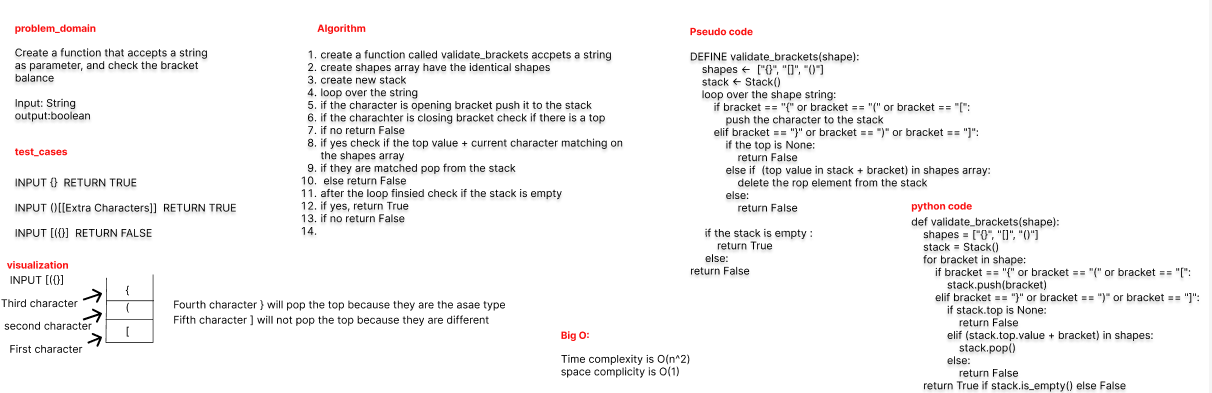 problem_domain
Create a function that accepts a string
as parameter, and check the bracket
balance
Input: String
output:boolean
test_cases
INPUT {}  RETURN TRUE
INPUT ()[[Extra Characters]]  RETURN TRUE
INPUT [({}]  RETURN FALSE
visualization
INPUT [({}]
Third character
second character
First character
{
(
[
Fourth character } will pop the top because they are the asae type
Fifth character ] will not pop the top because they are different
Algorithm
1. create a function called validate_brackets accpets a string
2. create shapes array have the identical shapes
3. create new stack
4. loop over the string
5. if the character is opening bracket push it to the stack
6. if the charachter is closing bracket check if there is a top
7. if no return False
8. if yes check if the top value + current character matching on
the shapes array
9. if they are matched pop from the stack
10. else return False
11. after the loop finsied check if the stack is empty
12. if yes, return True
13. if no return False
14.
Big O:
Time complexity is O(n^2)
space complicity is O(1)
Pseudo code
DEFINE validate_brackets(shape):
shapes <- ["{}", "[]", "()"]
stack <- Stack()
loop over the shape string:
if bracket == "{" or bracket == "(" or bracket == "[":
push the character to the stack
elif bracket == "}" or bracket == ")" or bracket == "]":
if the top is None:
return False
else if  (top value in stack + bracket) in shapes array:
delete the rop element from the stack
else:
return False
if the stack is empty :
return True
else:
return False
python code
def validate_brackets(shape):
shapes = ["{}", "[]", "()"]
stack = Stack()
for bracket in shape:
if bracket == "{" or bracket == "(" or bracket == "[":
stack.push(bracket)
elif bracket == "}" or bracket == ")" or bracket == "]":
if stack.top is None:
return False
elif (stack.top.value + bracket) in shapes:
stack.pop()
else:
return False
return True if stack.is_empty() else False